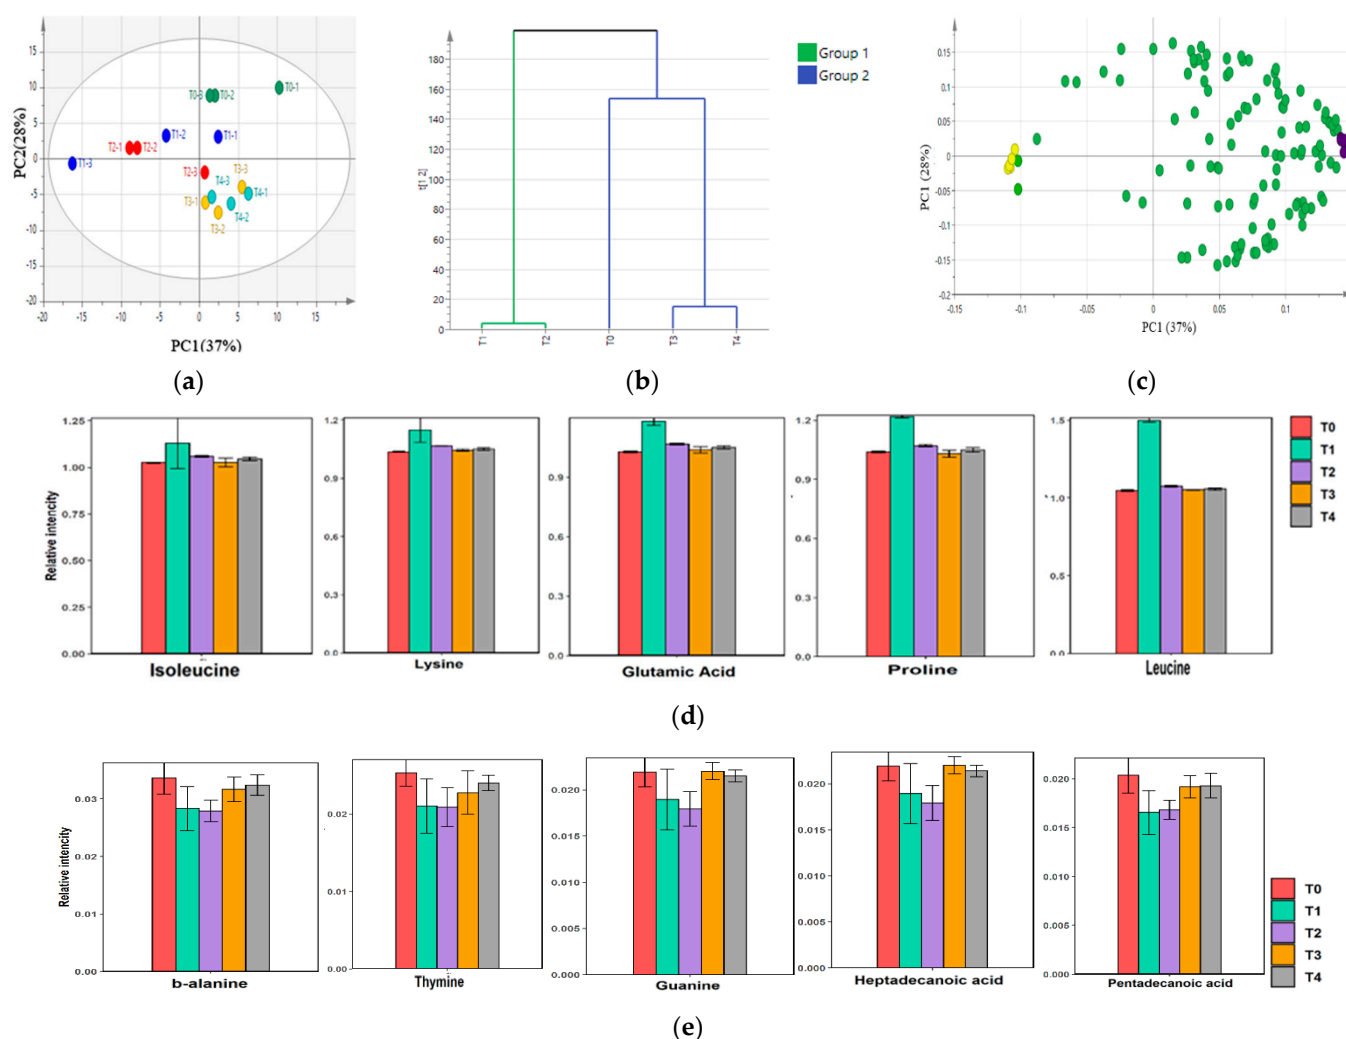 15
10
5
0
-5
-10
-15
-20
-20
-15
-10
-5
0
5
10
15
PC2(28%)
PC1(37%)
T0-3
T0-2
T0-1
T1-2
T1-1
T2-1
T2-2
T1-3
T2-3
T3-3
T4-3
T4-1
T3-1
T4-2
T3-2
(a)
180
160
140
120
100
80
60
40
20
0
T1
T2
T0
T3
T4
Group 1
Group 2
(b)
0.15
0.1
0.05
0
-0.05
-0.1
-0.15
-0.2
-0.15
-0.1
-0.05
0
0.05
0.1
PC1 (28%)
PC1 (37%)
(c)
Relative intencity
1.25
1.00
0.75
0.50
0.25
0.00
Isoleucine
1.2
0.9
0.6
0.3
0.0
Lysine
0.9
0.6
0.3
0.0
Glutamic Acid
1.2
0.9
0.6
0.3
0.0
Proline
1.5
1.0
0.5
0.0
Leucine
T0
T1
T2
T3
T4
(d)
Relative intencity
0.03
0.02
0.01
0.00
b-alanine
0.02
0.01
0.00
Thymine
0.020
0.015
0.010
0.005
0.000
Guanine
0.020
0.015
0.010
0.005
0.000
Heptadecanoic acid
0.020
0.015
0.010
0.005
0.000
Pentadecanoic acid
T0
T1
T2
T3
T4
(e)